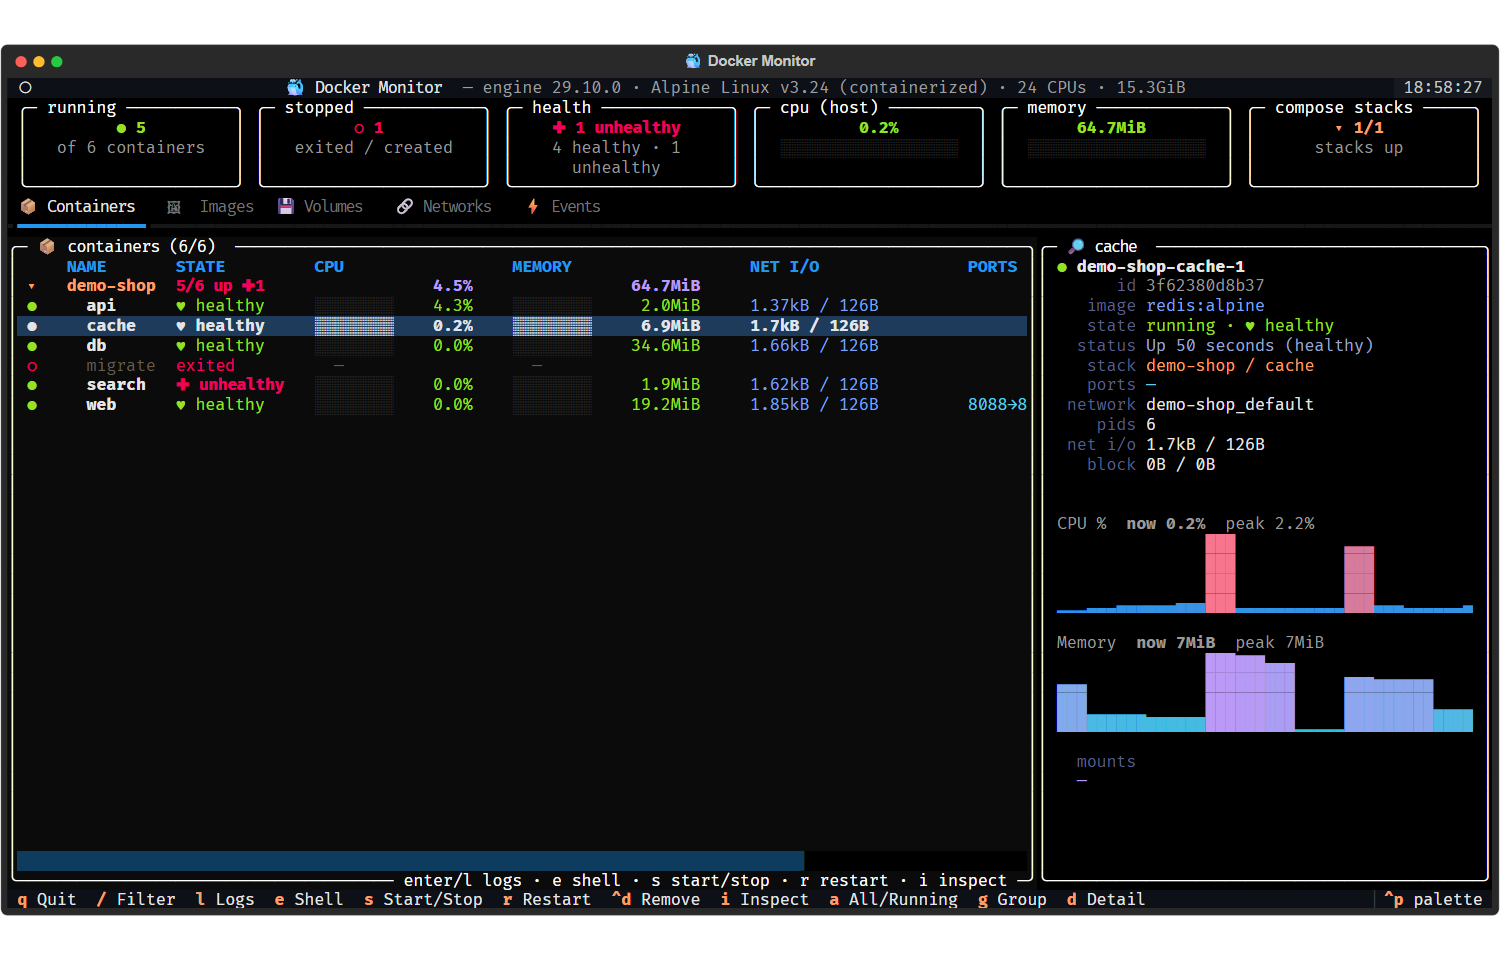 Docker Monitor
Docker Monitor — engine 29.10.0 · Alpine Linux v3.24 (containerized) · 24 CPUs · 15.3GiB 18:58:27
running stopped health cpu (host) memory compose stacks
● 5 ○ 1 ✚ 1 unhealthy 0.2% 64.7MiB ▾ 1/1
of 6 containers exited / created 4 healthy · 1 stacks up
unhealthy
Containers Images Volumes Networks Events
containers (6/6)
NAME STATE CPU MEMORY NET I/O PORTS
▾ demo-shop 5/6 up ✚1 4.5% 64.7MiB
● api ♥ healthy 4.3% 2.0MiB 1.37kB / 126B
● cache ♥ healthy 0.2% 6.9MiB 1.7kB / 126B
● db ♥ healthy 0.0% 34.6MiB 1.66kB / 126B
○ migrate exited — —
● search ✚ unhealthy 0.0% 1.9MiB 1.62kB / 126B
● web ♥ healthy 0.0% 19.2MiB 1.85kB / 126B 8088→8
enter/l logs · e shell · s start/stop · r restart · i inspect
cache
● demo-shop-cache-1
id 3f62380d8b37
image redis:alpine
state running · ♥ healthy
status Up 50 seconds (healthy)
stack demo-shop / cache
ports —
network demo-shop_default
pids 6
net i/o 1.7kB / 126B
block 0B / 0B
CPU % now 0.2% peak 2.2%
Memory now 7MiB peak 7MiB
mounts
—
q Quit / Filter l Logs e Shell s Start/Stop r Restart ^d Remove i Inspect a All/Running g Group d Detail ^p palette